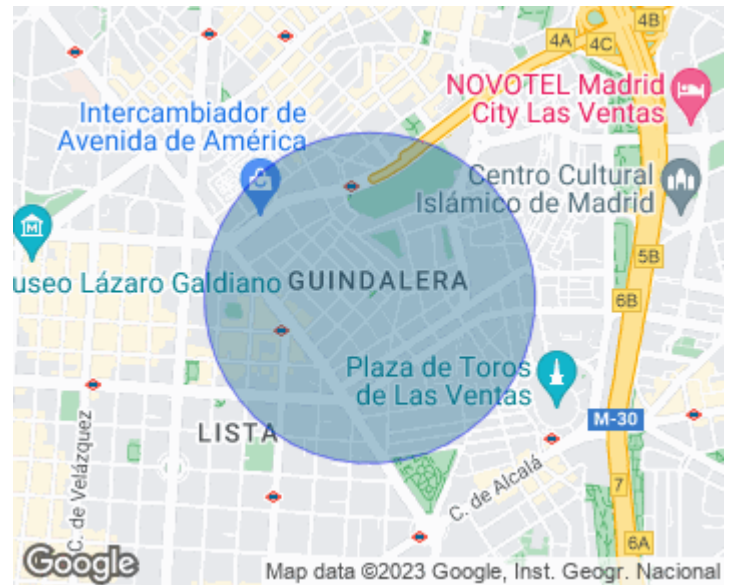 4B
4A
4C
NOVOTEL Madrid
City Las Ventas
Intercambiador de
Avenida de América
Centro Cultural
Islámico de Madrid
M
useo Lázaro Galdiano
GUINDALERA
5B
6B
Plaza de Toros
de Las Ventas
M-30
LISTA
C. de Velázquez
C. de Alcalá
7
6A
Google
Map data ©2023 Google, Inst. Geogr. Nacional